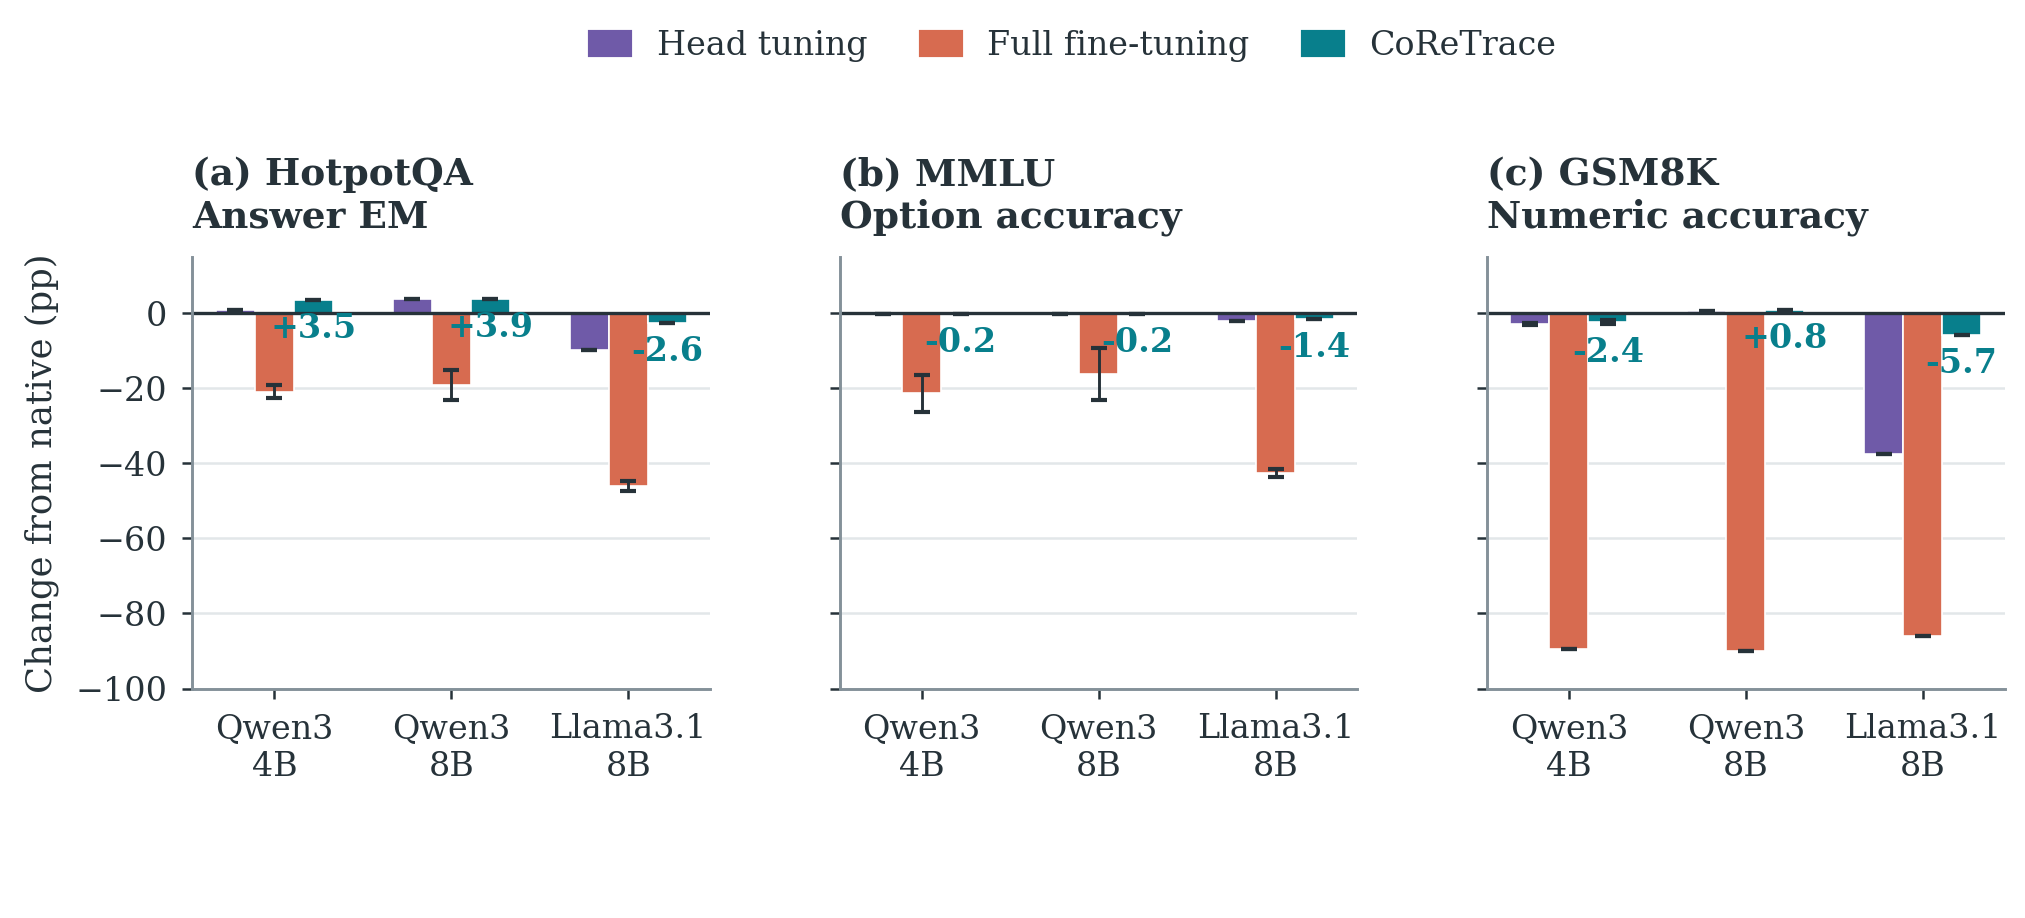 Head tuning
Full fine-tuning
CoReTrace
(a) HotpotQA
Answer EM
(b) MMLU
Option accuracy
(c) GSM8K
Numeric accuracy
Change from native (pp)
0
−20
−40
−60
−80
−100
+3.5
+3.9
-2.6
Qwen3
4B
Qwen3
8B
Llama3.1
8B
-0.2
-0.2
-1.4
Qwen3
4B
Qwen3
8B
Llama3.1
8B
-2.4
+0.8
-5.7
Qwen3
4B
Qwen3
8B
Llama3.1
8B